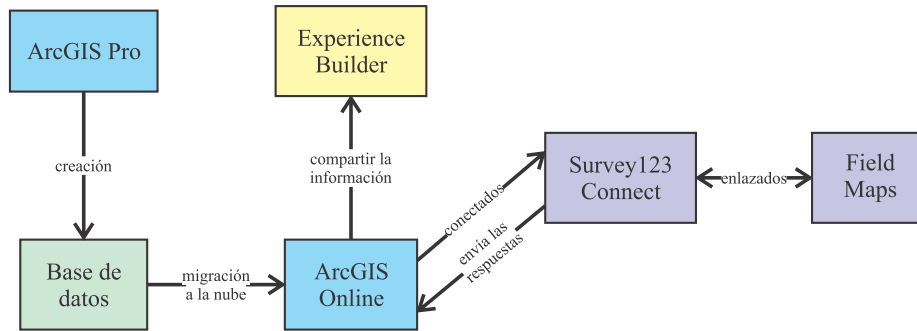 ArcGIS Pro
creación
Base de
datos
migración
a la nube
ArcGIS
Online
compartir la
información
Experience
Builder
conectados
envía las
respuestas
Survey123
Connect
enlazados
Field
Maps